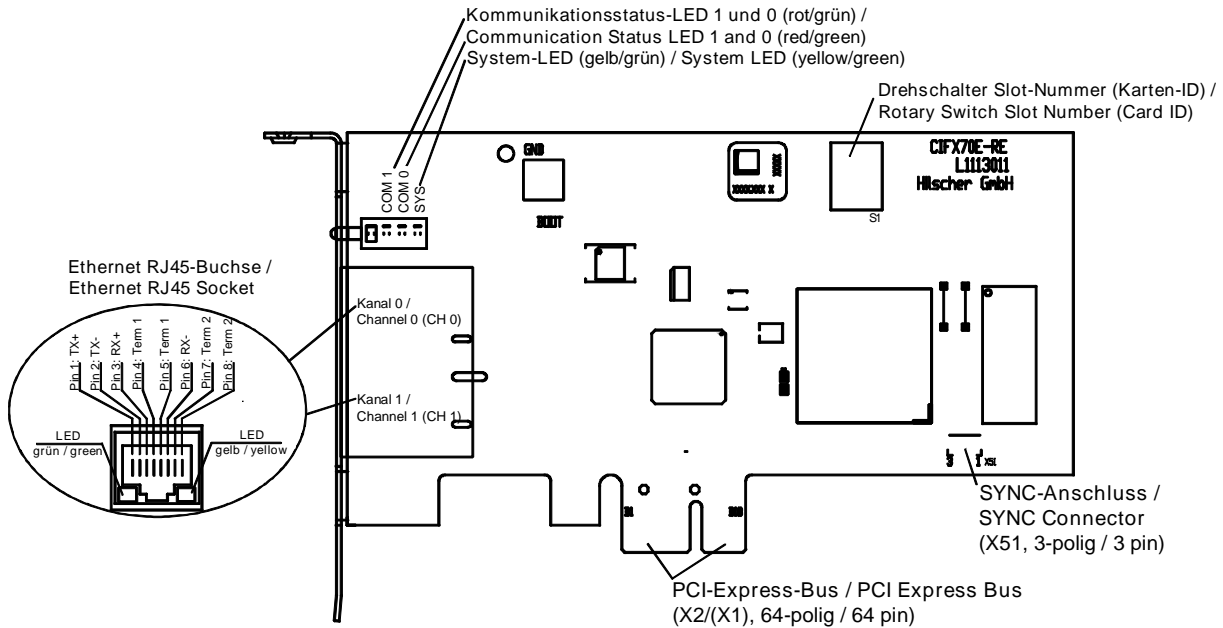 Kommunikationsstatus-LED 1 und 0 (rot/grün) /
Communication Status LED 1 and 0 (red/green)
System-LED (gelb/grün) / System LED (yellow/green)
Drehschalter Slot-Nummer (Karten-ID) /
Rotary Switch Slot Number (Card ID)
GND
COM 1
COM 0
SYS
BOOT
XXXXX
XXXXXXX X
S1
CIFX70E-RE
L1113011
Hilscher GmbH
Ethernet RJ45-Buchse /
Ethernet RJ45 Socket
Kanal 0 /
Channel 0 (CH 0)
Kanal 1 /
Channel 1 (CH 1)
Pin 1: TX+
Pin 2: TX-
Pin 3: RX+
Pin 4: Term 1
Pin 5: Term 1
Pin 6: RX-
Pin 7: Term 2
Pin 8: Term 2
LED
grün / green
LED
gelb / yellow
3
1
X51
SYNC-Anschluss /
SYNC Connector
(X51, 3-polig / 3 pin)
B1
PCI-Express-Bus / PCI Express Bus
(X2/(X1), 64-polig / 64 pin)